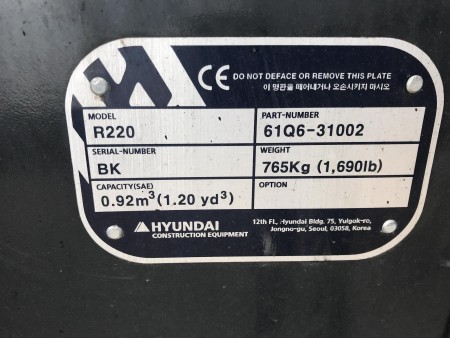 CE DO NOT DEFACE OR REMOVE THIS PLATE
이 명판을 떼어내거나 오손시키지 마시오
MODEL
R220
PART-NUMBER
61Q6-31002
SERIAL-NUMBER
BK
WEIGHT
765Kg (1,690lb)
CAPACITY(SAE)
0.92m³(1.20 yd³)
OPTION
HYUNDAI
CONSTRUCTION EQUIPMENT
12th Fl., Hyundai Bldg. 75, Yulgok-ro,
Jongno-gu, Seoul, 03058, Korea